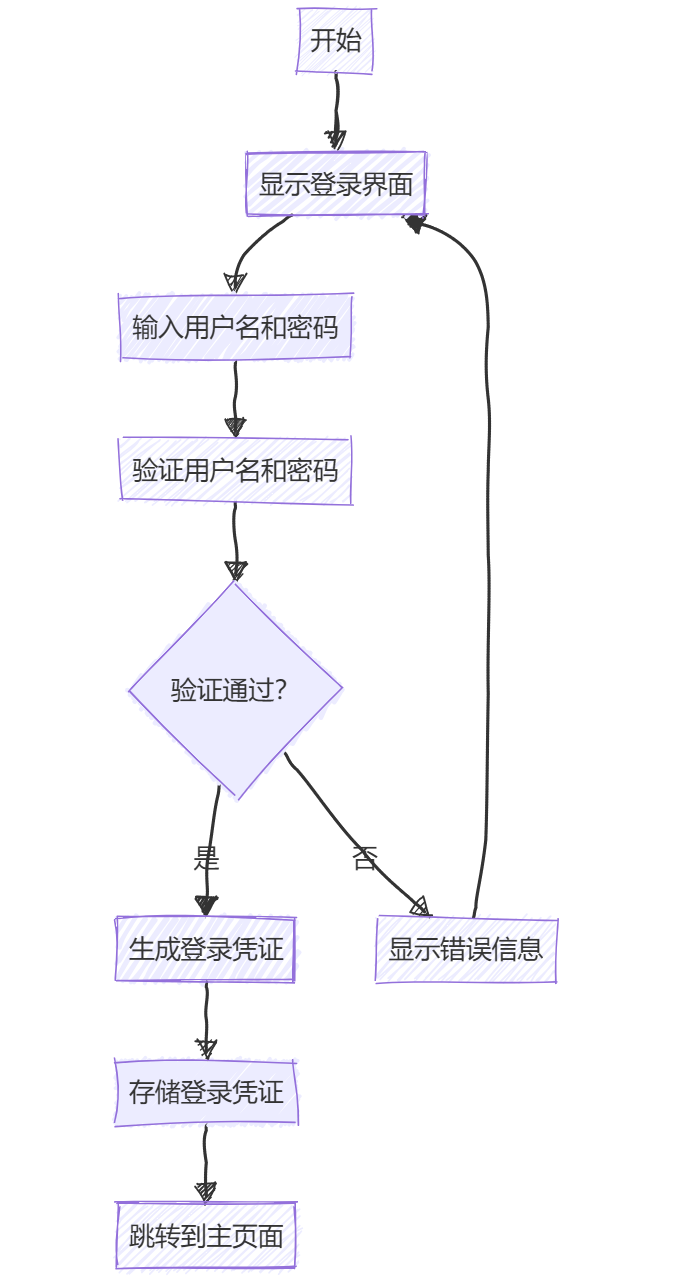 开始
显示登录界面
输入用户名和密码
验证用户名和密码
验证通过?
是
否
生成登录凭证
显示错误信息
存储登录凭证
跳转到主页面